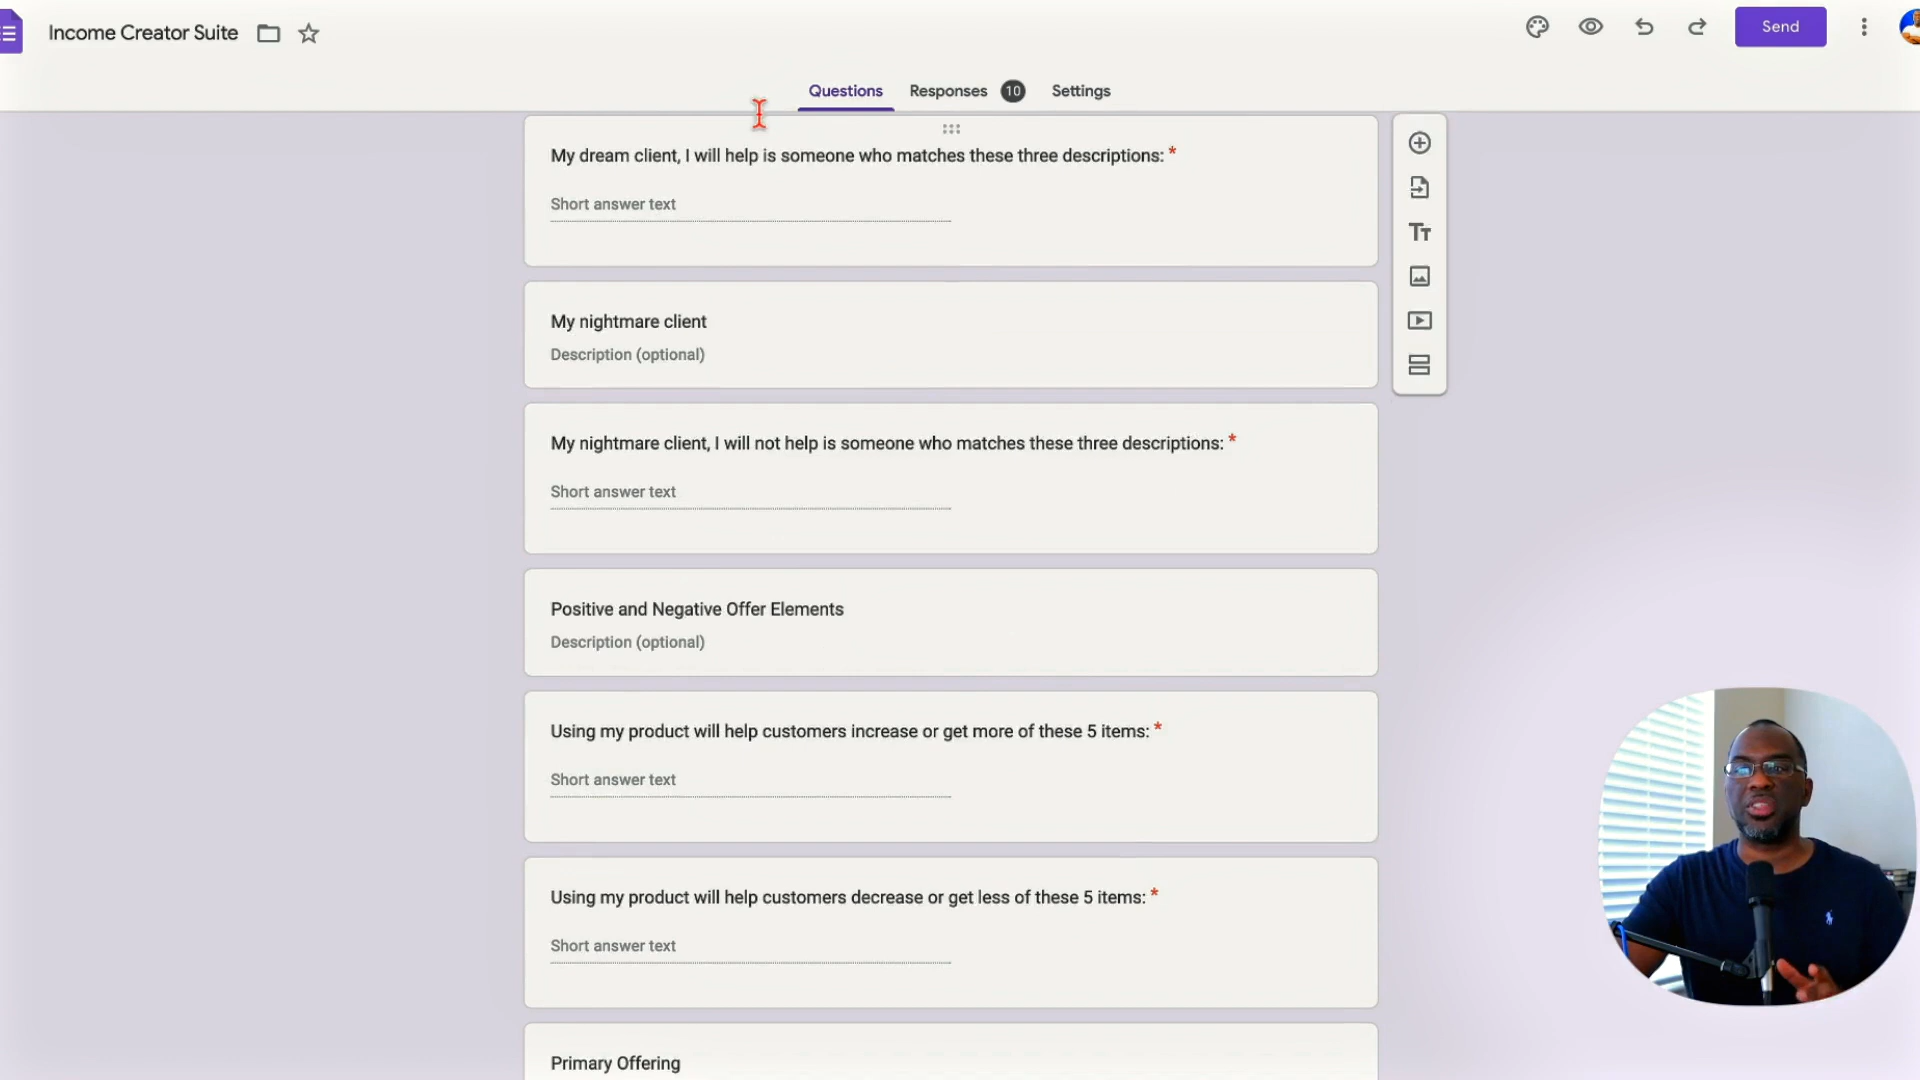 Income Creator Suite
Send
Questions
Responses 10
Settings
My dream client, I will help is someone who matches these three descriptions: *
Short answer text
My nightmare client
Description (optional)
My nightmare client, I will not help is someone who matches these three descriptions: *
Short answer text
Positive and Negative Offer Elements
Description (optional)
Using my product will help customers increase or get more of these 5 items: *
Short answer text
Using my product will help customers decrease or get less of these 5 items: *
Short answer text
Primary Offering